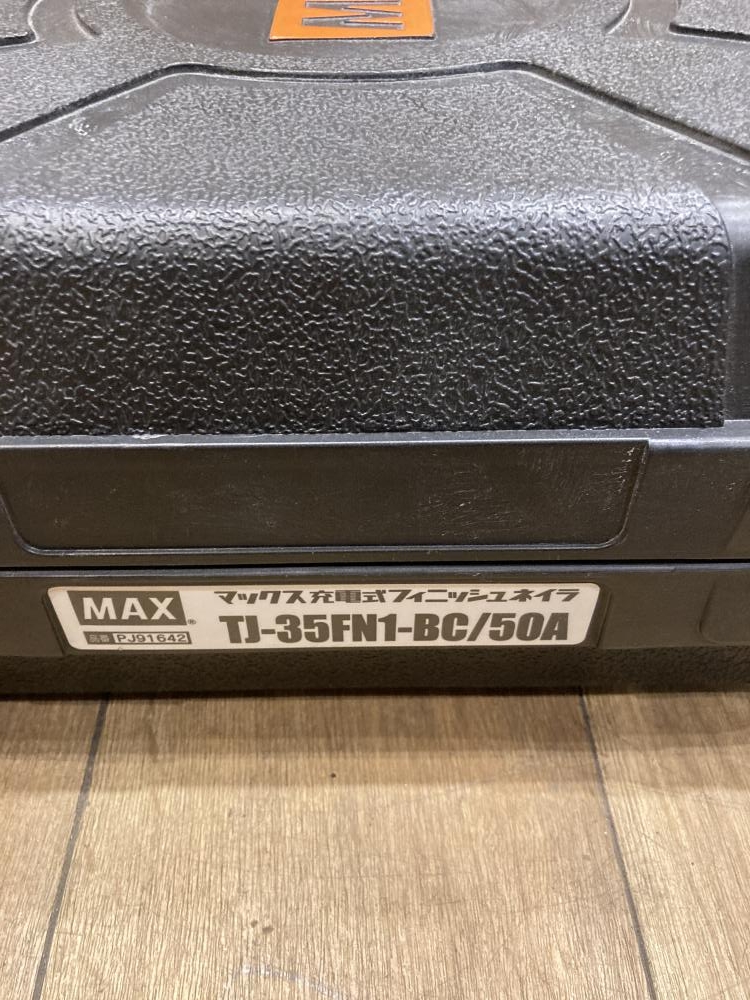 MAX
マックス充電式フィニッシュネイラ
品番 PJ91642
TJ-35FN1-BC/50A